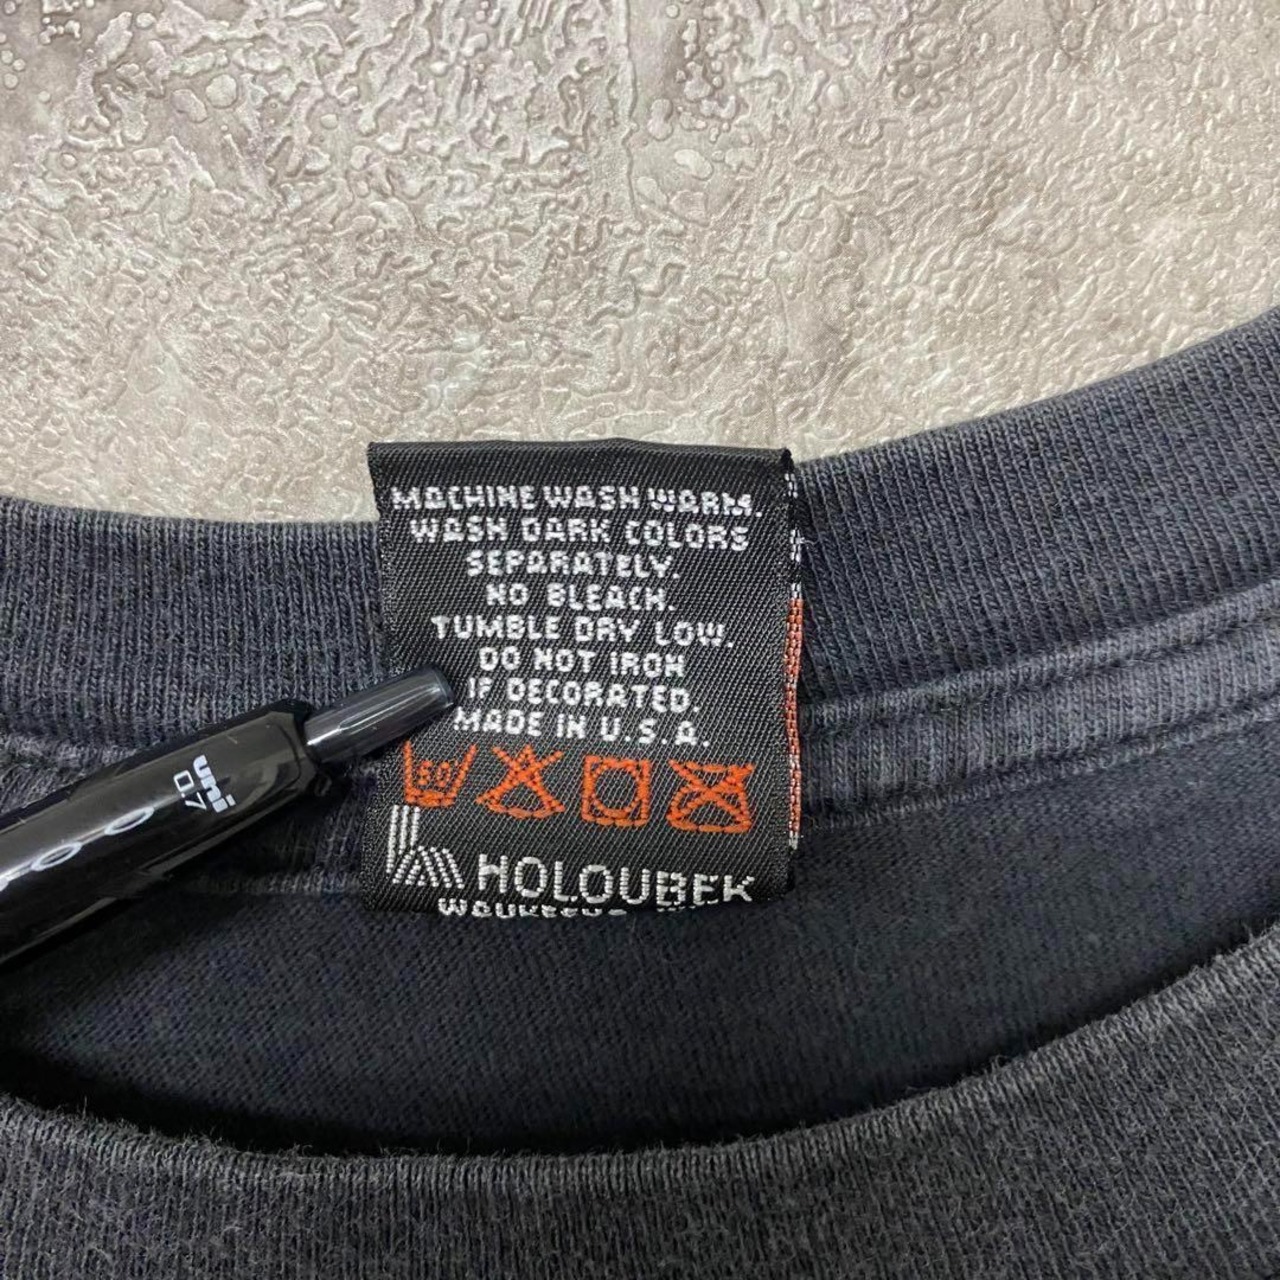 MACHINE WASH WARM.
WASH DARK COLORS
SEPARATELY.
NO BLEACH.
TUMBLE DRY LOW.
DO NOT IRON
IF DECORATED.
MADE IN U.S.A.
50
HOLOUBEK
uni
0.7